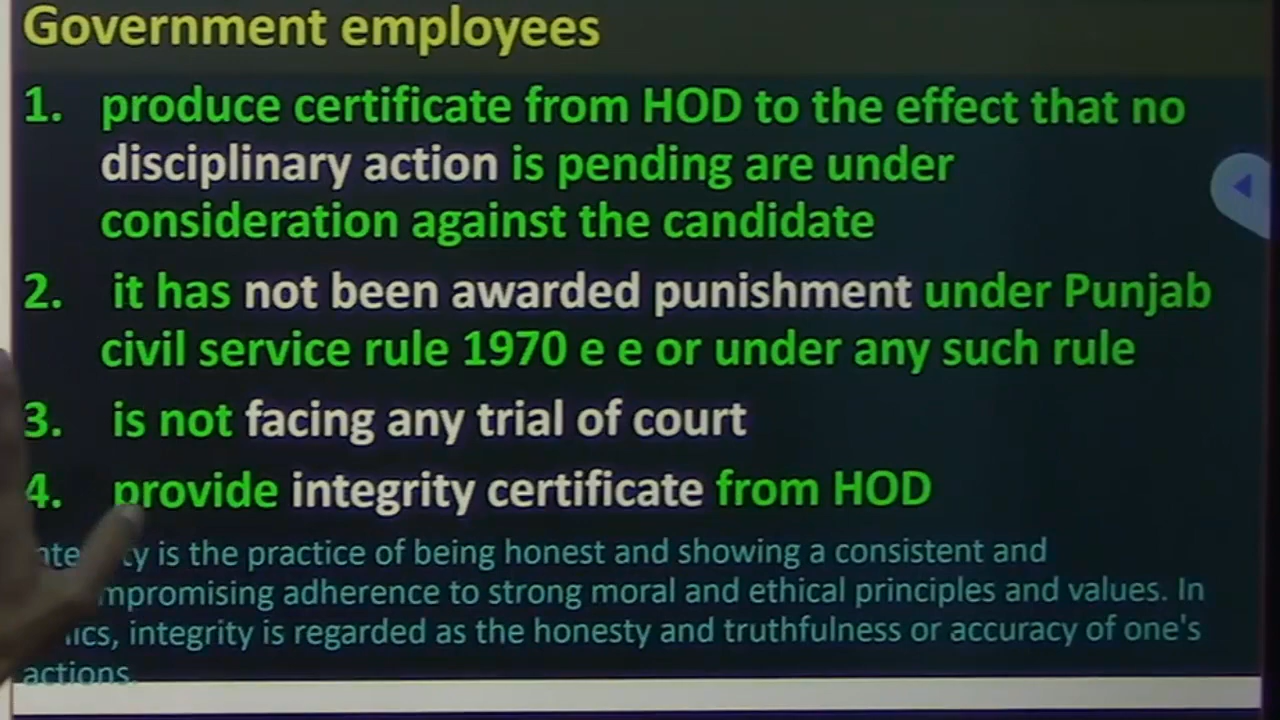 Government employees
1. produce certificate from HOD to the effect that no
disciplinary action is pending are under
consideration against the candidate
2. it has not been awarded punishment under Punjab
civil service rule 1970 e e or under any such rule
3. is not facing any trial of court
4. provide integrity certificate from HOD
is the practice of being honest and showing a consistent and
adherence to strong moral and ethical principles and values. In
integrity is regarded as the honesty and truthfulness or accuracy of one's
actions.